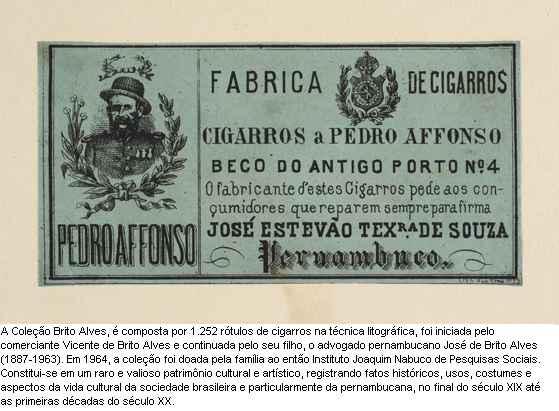 FABRICA DE CIGARROS
CIGARROS a PEDRO AFFONSO
BECO DO ANTIGO PORTO Nº4
O fabricante d'estes Cigarros pede aos con-
çumidores que reparem sempre para firma
JOSÉ ESTEVÃO TEXRA DE SOUZA
Pernambuco.
PEDRO AFFONSO
A Coleção Brito Alves, é composta por 1.252 rótulos de cigarros na técnica litográfica, foi iniciada pelo
comerciante Vicente de Brito Alves e continuada pelo seu filho, o advogado pernambucano José de Brito Alves
(1887-1963). Em 1964, a coleção foi doada pela família ao então Instituto Joaquim Nabuco de Pesquisas Sociais.
Constitui-se em um raro e valioso patrimônio cultural e artístico, registrando fatos históricos, usos, costumes e
aspectos da vida cultural da sociedade brasileira e particularmente da pernambucana, no final do século XIX até
as primeiras décadas do século XX.